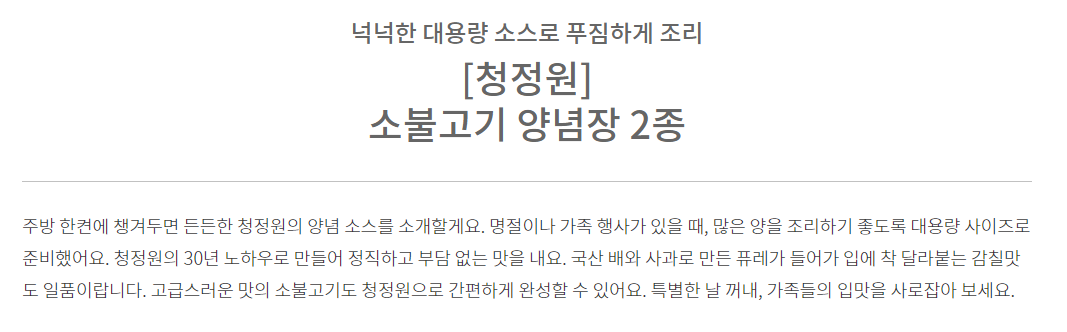 넉넉한 대용량 소스로 푸짐하게 조리
[청정원]
소불고기 양념장 2종
주방 한켠에 챙겨두면 든든한 청정원의 양념 소스를 소개할게요. 명절이나 가족 행사가 있을 때, 많은 양을 조리하기 좋도록 대용량 사이즈로
준비했어요. 청정원의 30년 노하우로 만들어 정직하고 부담 없는 맛을 내요. 국산 배와 사과로 만든 퓨레가 들어가 입에 착 달라붙는 감칠맛
도 일품이랍니다. 고급스러운 맛의 소불고기도 청정원으로 간편하게 완성할 수 있어요. 특별한 날 꺼내, 가족들의 입맛을 사로잡아 보세요.